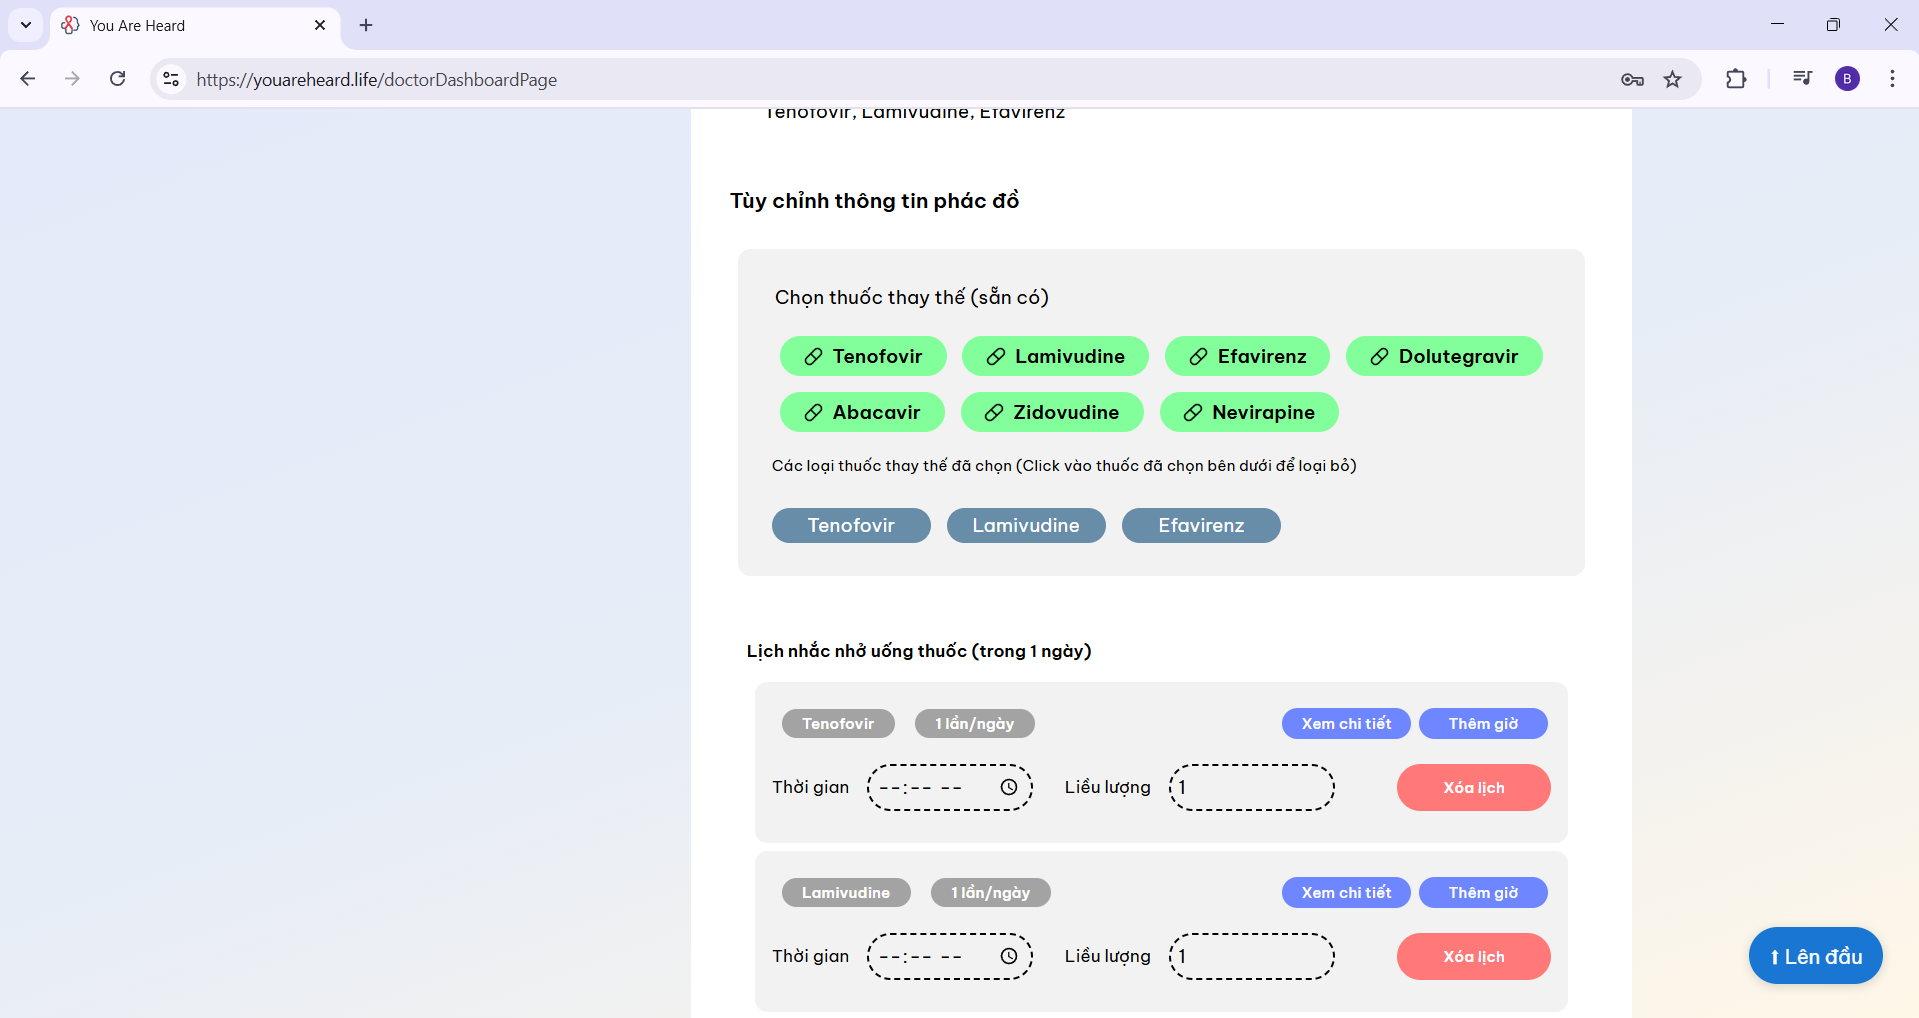 You Are Heard
https://youareheard.life/doctorDashboardPage
B
Tenofovir, Lamivudine, Efavirenz
Tùy chỉnh thông tin phác đồ
Chọn thuốc thay thế (sẵn có)
Tenofovir Lamivudine Efavirenz Dolutegravir
Abacavir Zidovudine Nevirapine
Các loại thuốc thay thế đã chọn (Click vào thuốc đã chọn bên dưới để loại bỏ)
Tenofovir Lamivudine Efavirenz
Lịch nhắc nhở uống thuốc (trong 1 ngày)
Tenofovir 1 lần/ngày Xem chi tiết Thêm giờ
Thời gian --:-- -- Liều lượng 1 Xóa lịch
Lamivudine 1 lần/ngày Xem chi tiết Thêm giờ
Thời gian --:-- -- Liều lượng 1 Xóa lịch
⬆ Lên đầu